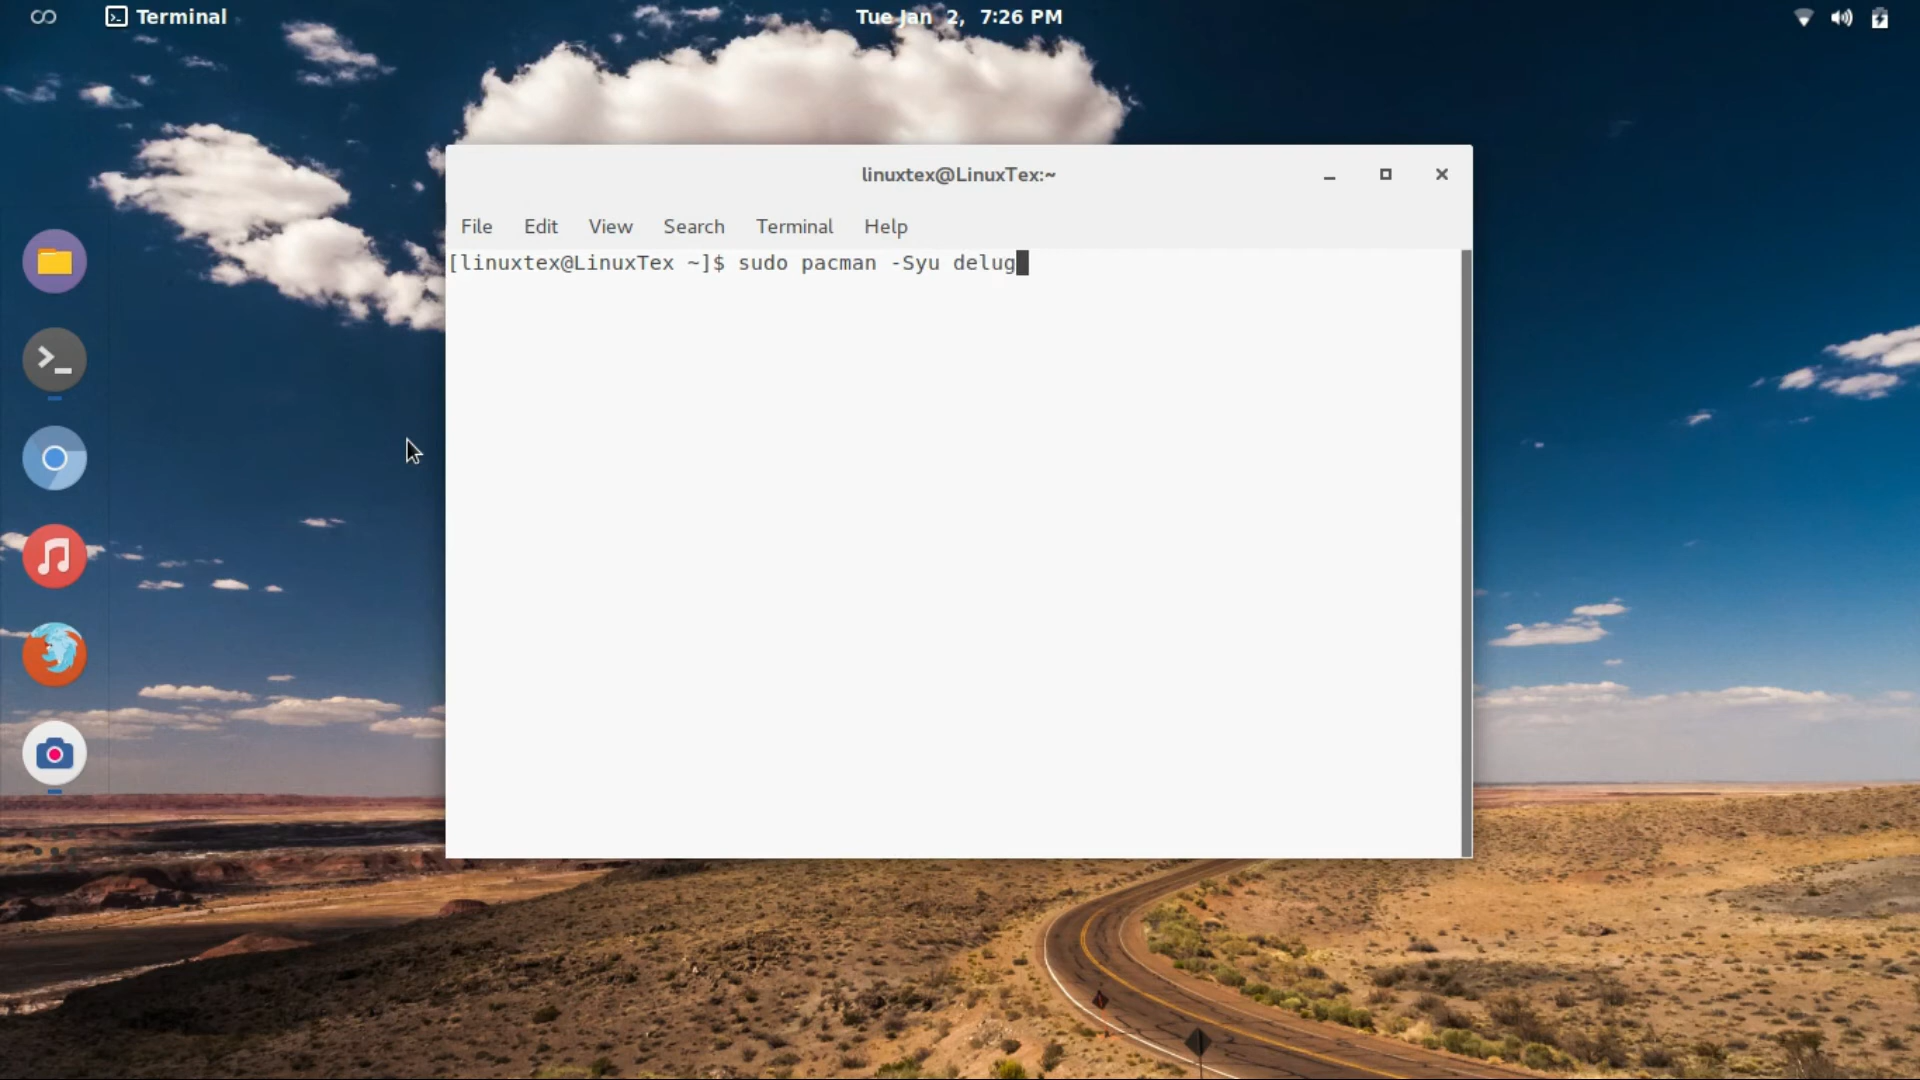 Terminal
Tue Jan 2, 7:26 PM
linuxtex@LinuxTex:~
File Edit View Search Terminal Help
[linuxtex@LinuxTex ~]$ sudo pacman -Syu delug